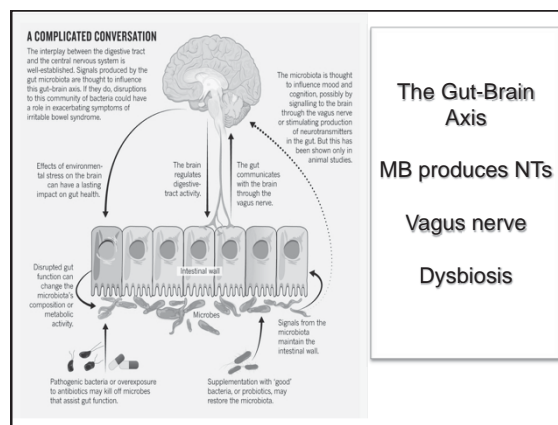 A COMPLICATED CONVERSATION
The interplay between the digestive tract
and the central nervous system is
well-established. Signals produced by the
gut microbiota are thought to influence
this gut–brain axis. If they do, disruptions
to this community of bacteria could have
a role in exacerbating symptoms of
irritable bowel syndrome.
The microbiota is thought
to influence mood and
cognition, possibly by
signalling to the brain
through the vagus nerve
or stimulating production
of neurotransmitters
in the gut. But this has
been shown only in
animal studies.
Effects of environmen-
tal stress on the brain
can have a lasting
impact on gut health.
The brain
regulates
digestive-
tract activity.
The gut
communicates
with the brain
through the
vagus nerve.
Intestinal wall
Disrupted gut
function can
change the
microbiota's
composition or
metabolic
activity.
Microbes
Signals from the
microbiota
maintain the
intestinal wall.
Pathogenic bacteria or overexposure
to antibiotics may kill off microbes
that assist gut function.
Supplementation with 'good'
bacteria, or probiotics, may
restore the microbiota.
The Gut-Brain
Axis
MB produces NTs
Vagus nerve
Dysbiosis